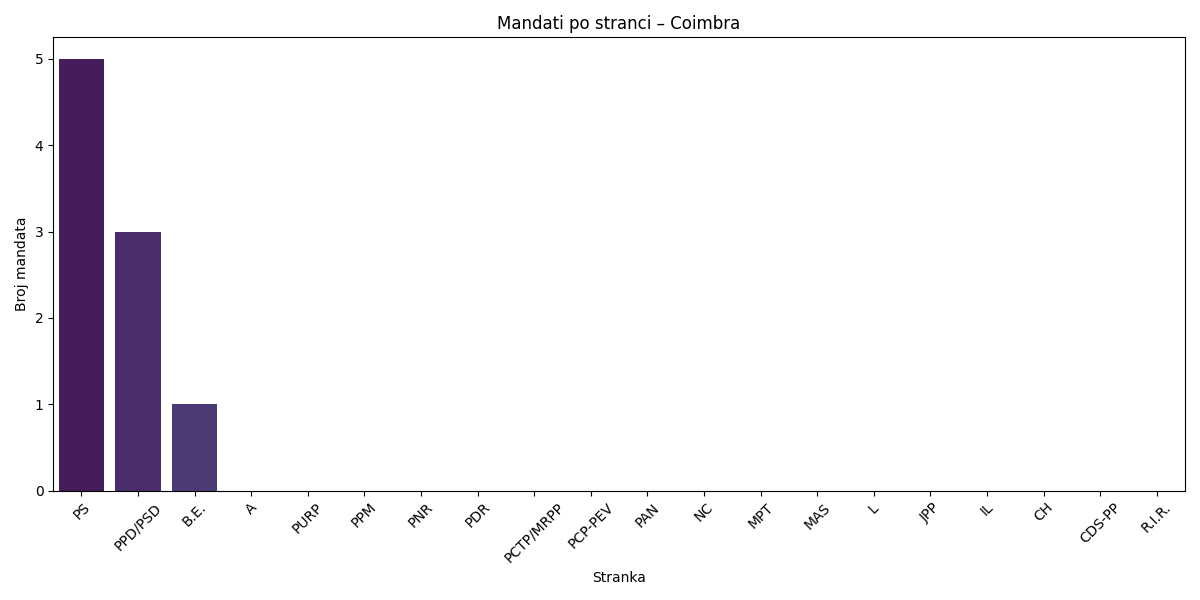 Mandati po stranci – Coimbra
Broj mandata
5
4
3
2
1
0
PS
PPD/PSD
B.E.
A
PURP
PPM
PNR
PDR
PCTP/MRPP
PCP-PEV
PAN
NC
MPT
MAS
L
JPP
IL
CH
CDS-PP
R.I.R.
Stranka